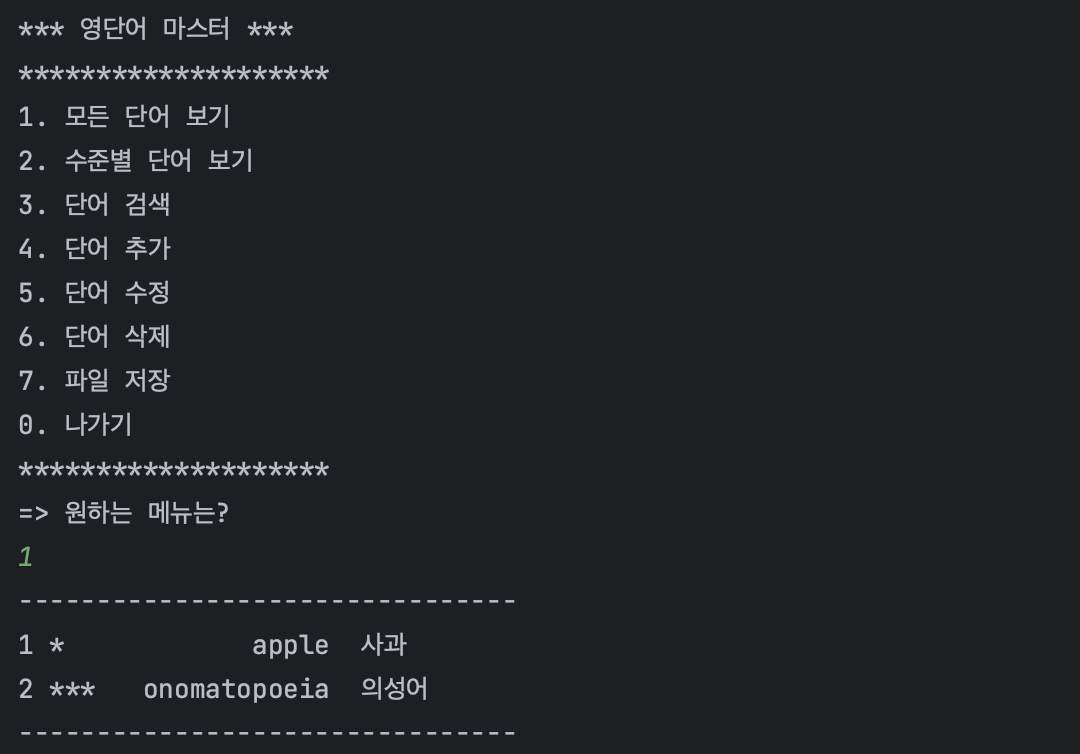 *** 영단어 마스터 ***
********************
1. 모든 단어 보기
2. 수준별 단어 보기
3. 단어 검색
4. 단어 추가
5. 단어 수정
6. 단어 삭제
7. 파일 저장
0. 나가기
********************
=> 원하는 메뉴는?
1
--------------------------------
1 *            apple  사과
2 ***   onomatopoeia  의성어
--------------------------------